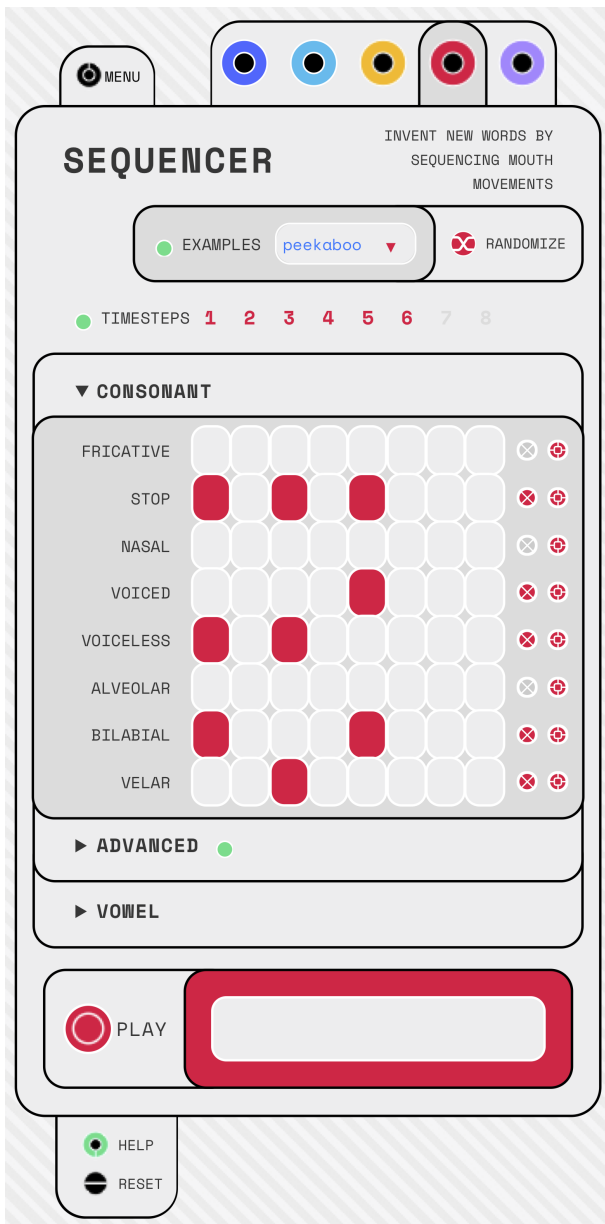 MENU
SEQUENCER
INVENT NEW WORDS BY
SEQUENCING MOUTH
MOVEMENTS
EXAMPLES peekaboo RANDOMIZE
TIMESTEPS 1 2 3 4 5 6 7 8
CONSONANT
FRICATIVE
STOP
NASAL
VOICED
VOICELESS
ALVEOLAR
BILABIAL
VELAR
ADVANCED
VOWEL
PLAY
HELP
RESET